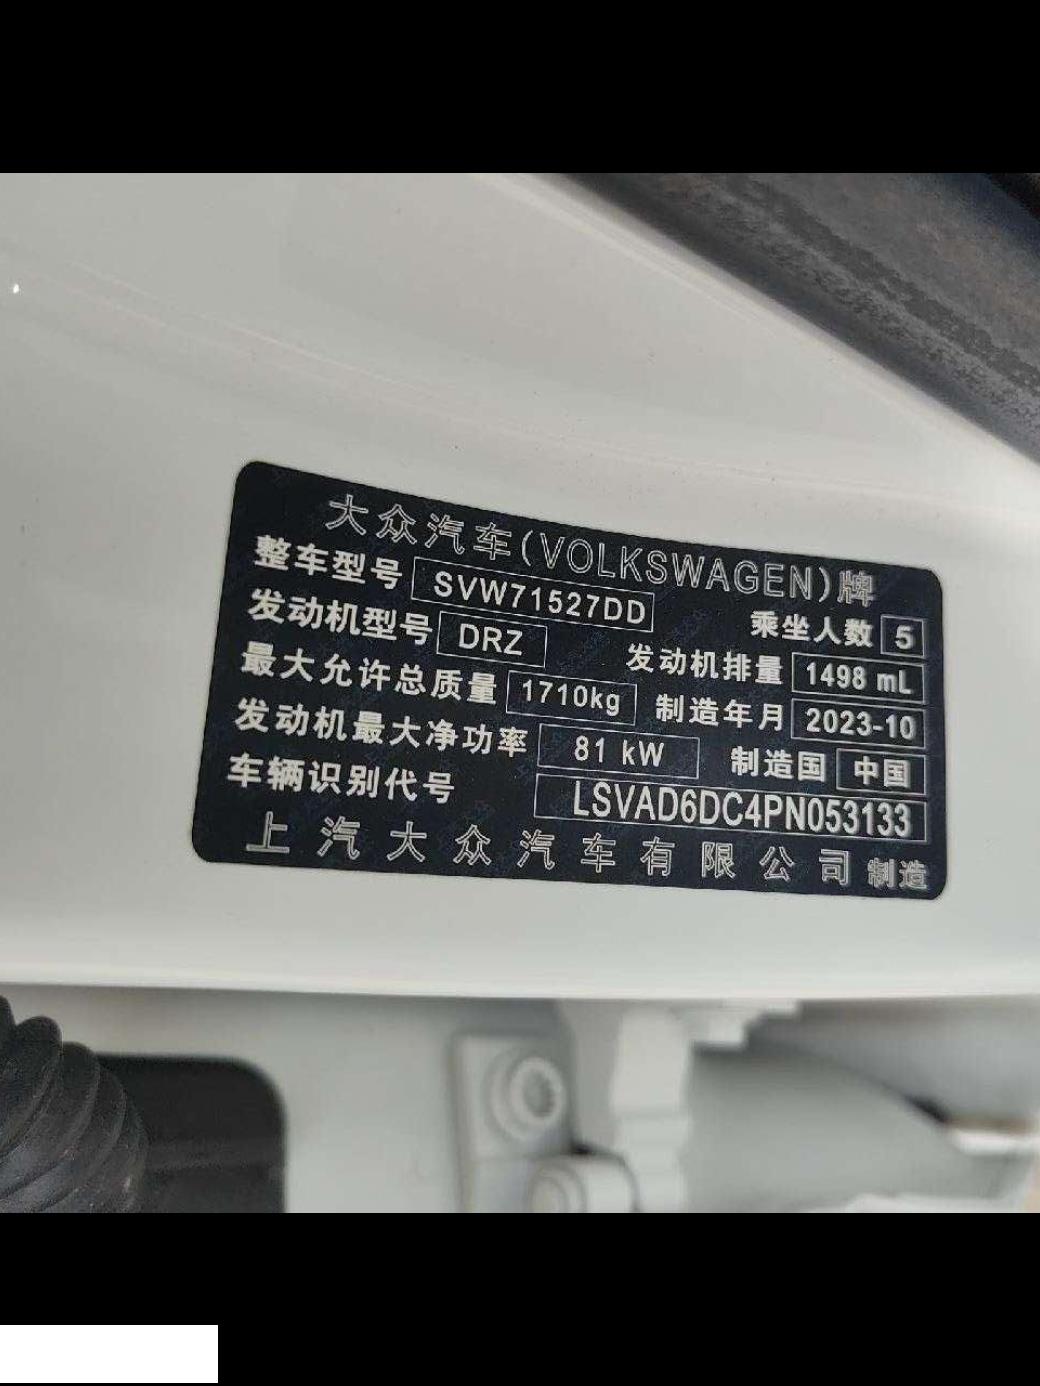 大众汽车(VOLKSWAGEN)牌
整车型号 SVW71527DD 乘坐人数 5
发动机型号 DRZ 发动机排量 1498 mL
最大允许总质量 1710kg 制造年月 2023-10
发动机最大净功率 81 kW 制造国 中国
车辆识别代号 LSVAD6DC4PN053133
上汽大众汽车有限公司 制造